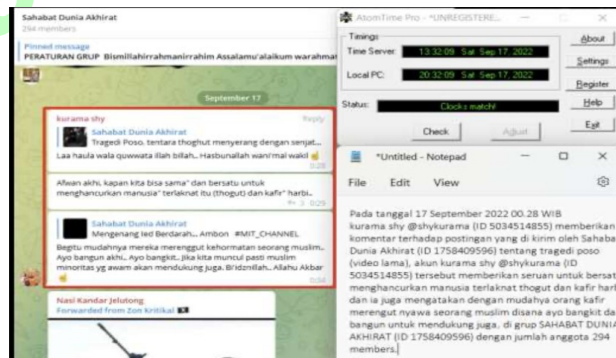 Sahabat Dunia Akhirat
294 members
Pinned message
PERATURAN GRUP Bismillahirrahmanirrahim Assalamu'alaikum warahmat
September 17
kurama shy
Reply
Sahabat Dunia Akhirat
Tragedi Poso. tentara thoghut menyerang dengan senjat...
Laa haula wala quwwata illah billah.. Hasbunallah wani'mal wakil ☝
0:28
Afwan akhi, kapan kita bisa sama" dan bersatu untuk
menghancurkan manusia" terlaknat itu (thogut) dan kafir" harbi..
3 0:29
Sahabat Dunia Akhirat
Mengenang Ied Berdarah... Ambon #MIT_CHANNEL
Begitu mudahnya mereka merenggut kehormatan seorang muslim..
Ayo bangun akhi.. Ayo bangkit.. Jika kita muncul pasti muslim
minoritas yg awam akan mendukung juga. Bi'idznillah.. Allahu Akbar
☝
0:34
Nasi Kandar Jelutong
Forwarded from Zon Kritikal
AtomTime Pro - *UNREGISTERE...
Timings
Time Server:
13:32:09 Sat Sep 17, 2022
Local PC:
20:32:09 Sat Sep 17, 2022
Status:
Clocks match!
Check
Adjust
About
Settings
Register
Help
Exit
*Untitled - Notepad
File Edit View
Pada tanggal 17 September 2022 00.28 WIB
kurama shy @shykurama (ID 5034514855) memberikan
komentar terhadap postingan yang di kirim oleh Sahaba
Dunia Akhirat (ID 1758409596) tentang tragedi poso
(video lama), akun kurama shy @shykurama (ID
5034514855) tersebut memberikan seruan untuk bersat
menghancurkan manusia terlaknat thogut dan kafir harl
dan ia juga mengatakan dengan mudahya orang kafir
merengut nyawa seorang muslim disana ayo bangkit da
bangun untuk mendukung juga, di grup SAHABAT DUNIA
AKHIRAT (ID 1758409596) dengan jumlah anggota 294
members.